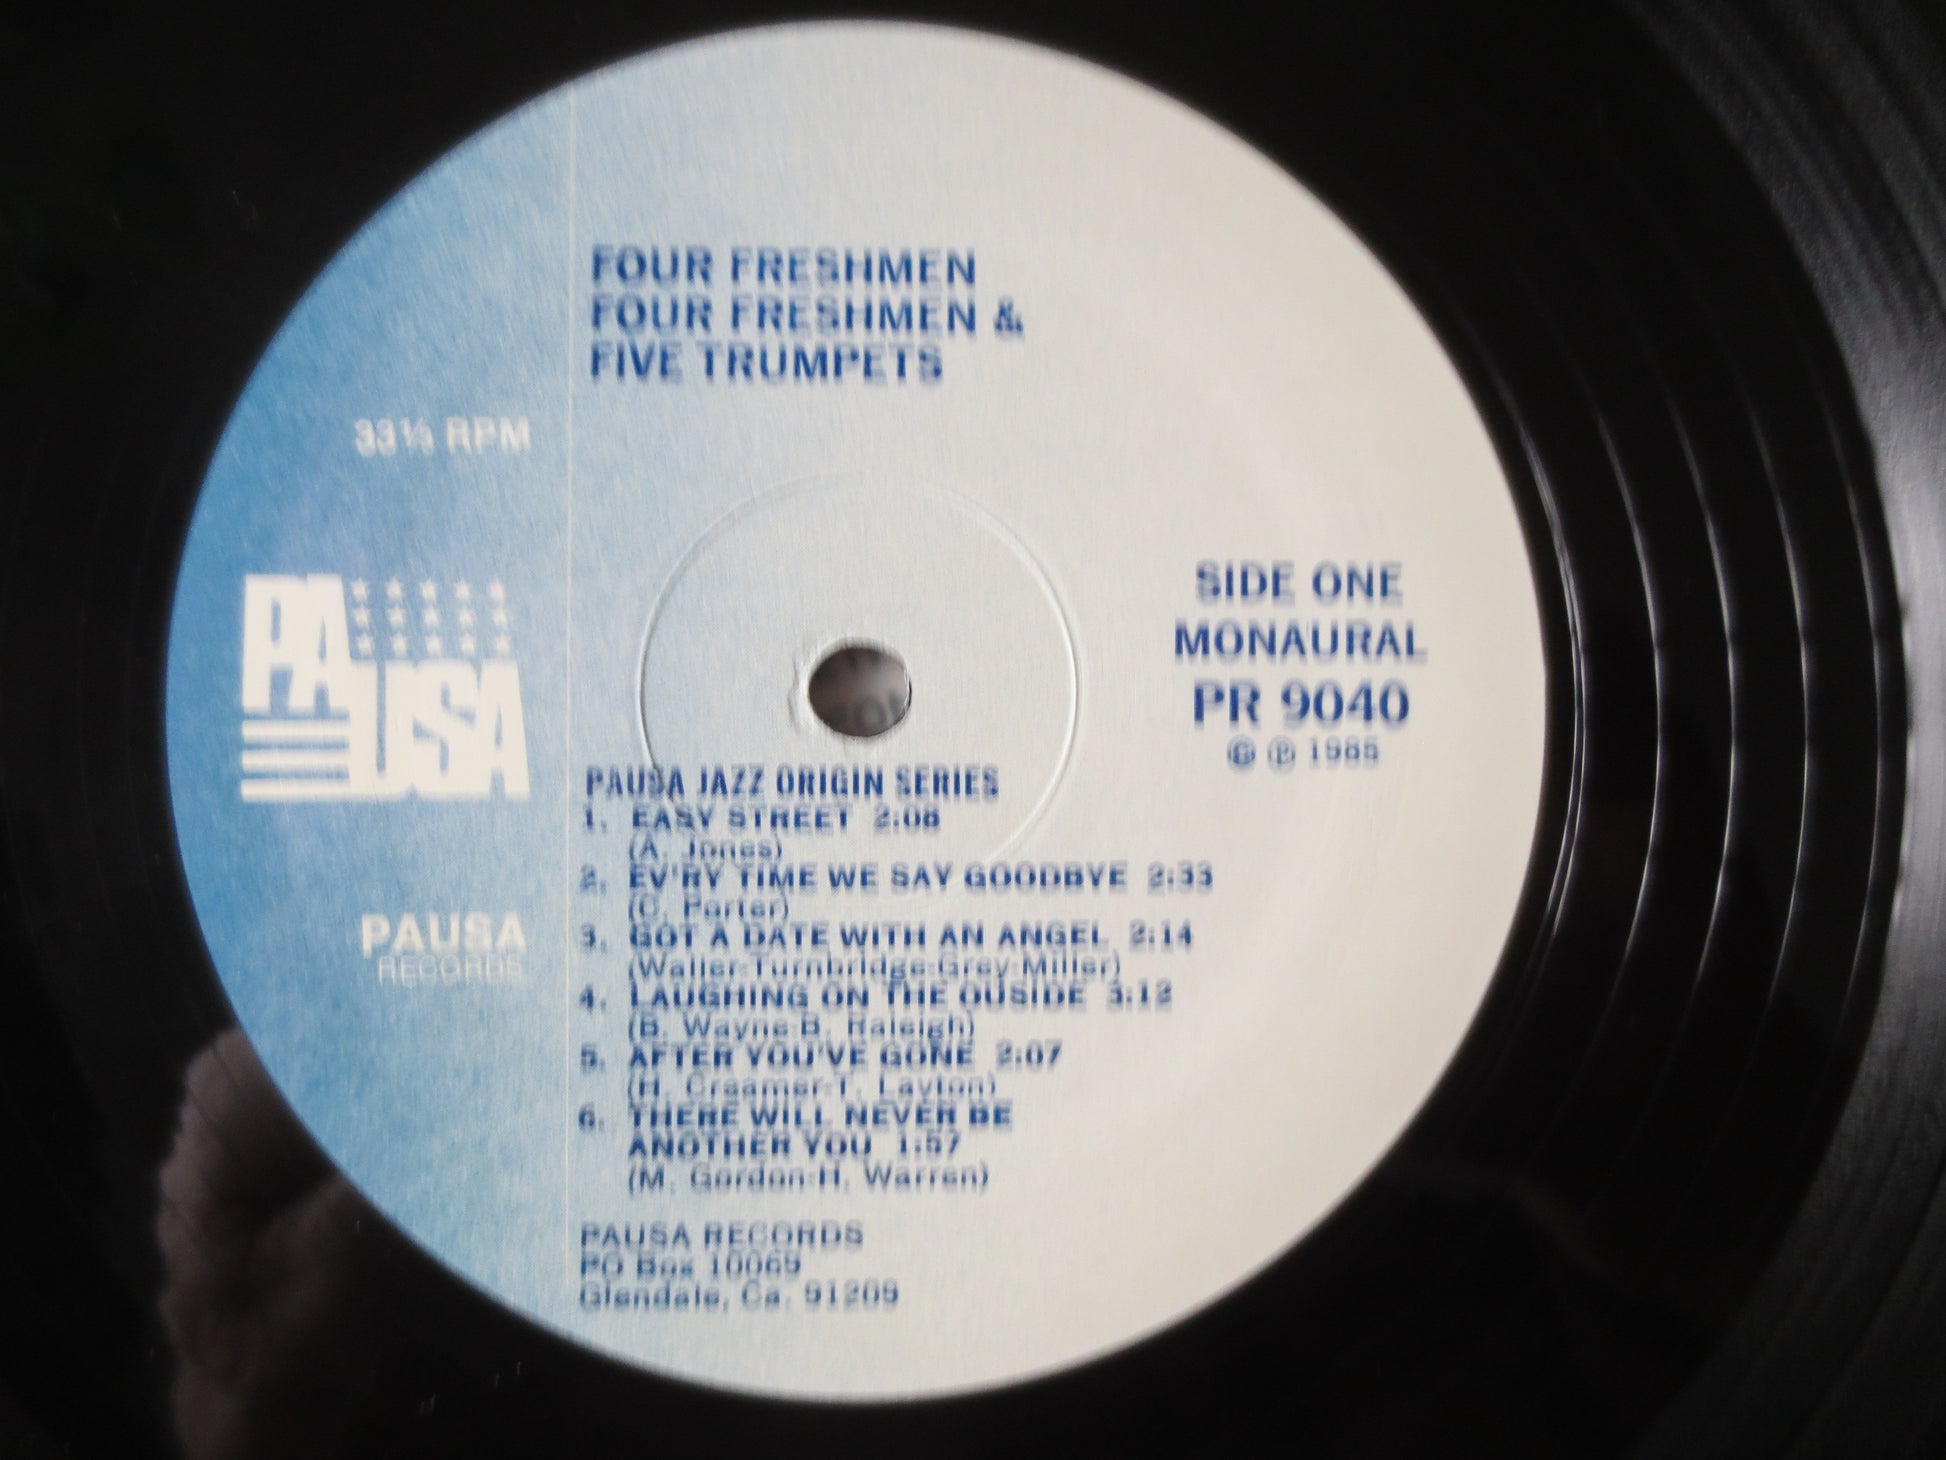 FOUR FRESHMEN
FOUR FRESHMEN &
FIVE TRUMPETS
33⅓ RPM
PAUSA
SIDE ONE
MONAURAL
PR 9040
© ℗ 1985
PAUSA
RECORDS
PAUSA JAZZ ORIGIN SERIES
1. EASY STREET 2:08
(A. Jones)
2. EV'RY TIME WE SAY GOODBYE 2:33
(C. Porter)
3. GOT A DATE WITH AN ANGEL 2:14
(Waller-Turnbridge-Grey-Miller)
4. LAUGHING ON THE OUSIDE 3:12
(B. Wayne-B. Raleigh)
5. AFTER YOU'VE GONE 2:07
(H. Creamer-T. Layton)
6. THERE WILL NEVER BE
ANOTHER YOU 1:57
(M. Gordon-H. Warren)
PAUSA RECORDS
PO Box 10069
Glendale, Ca. 91209